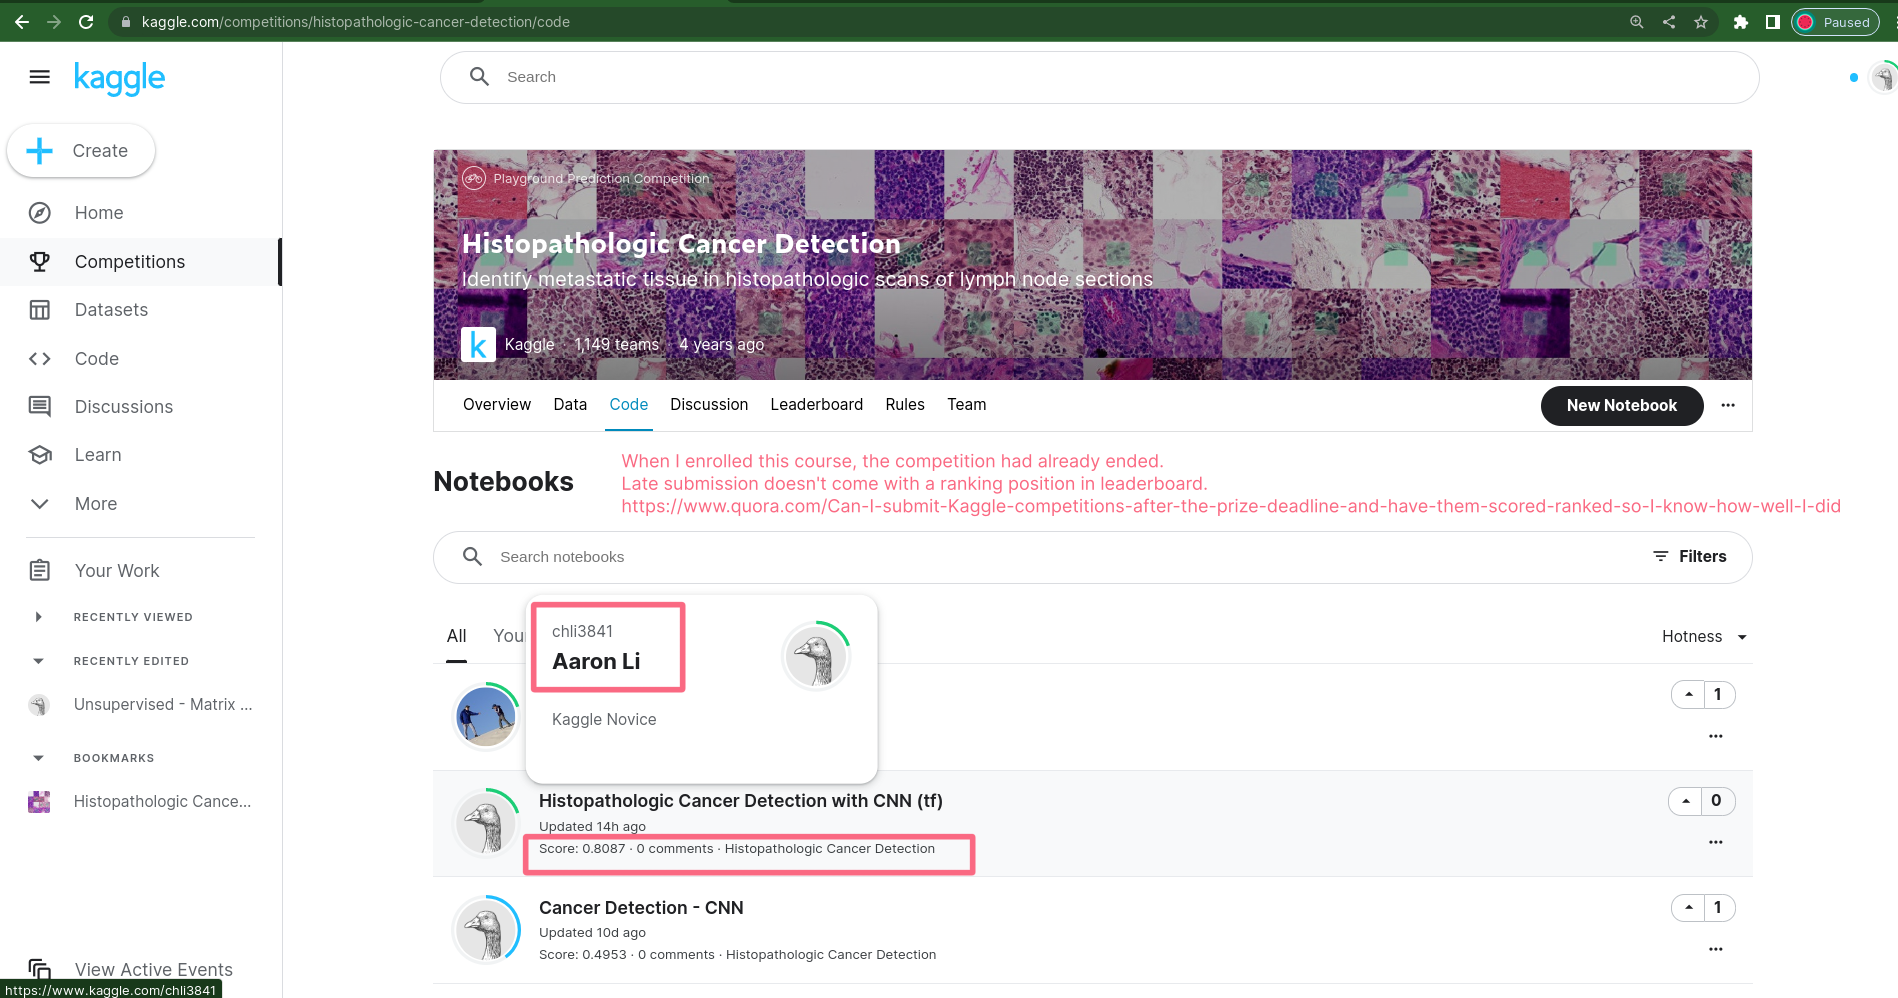 kaggle.com/competitions/histopathologic-cancer-detection/code
Paused
kaggle
Search
Create
Home
Competitions
Datasets
Code
Discussions
Learn
More
Your Work
RECENTLY VIEWED
RECENTLY EDITED
Unsupervised - Matrix ...
BOOKMARKS
Histopathologic Cance...
View Active Events
https://www.kaggle.com/chli3841
Playground Prediction Competition
Histopathologic Cancer Detection
Identify metastatic tissue in histopathologic scans of lymph node sections
k Kaggle · 1,149 teams · 4 years ago
Overview Data Code Discussion Leaderboard Rules Team
New Notebook
Notebooks
When I enrolled this course, the competition had already ended.
Late submission doesn't come with a ranking position in leaderboard.
https://www.quora.com/Can-I-submit-Kaggle-competitions-after-the-prize-deadline-and-have-them-scored-ranked-so-I-know-how-well-I-did
Search notebooks
Filters
All You
Hotness
chli3841
Aaron Li
Kaggle Novice
1
Histopathologic Cancer Detection with CNN (tf)
Updated 14h ago
Score: 0.8087 · 0 comments · Histopathologic Cancer Detection
0
Cancer Detection - CNN
Updated 10d ago
Score: 0.4953 · 0 comments · Histopathologic Cancer Detection
1